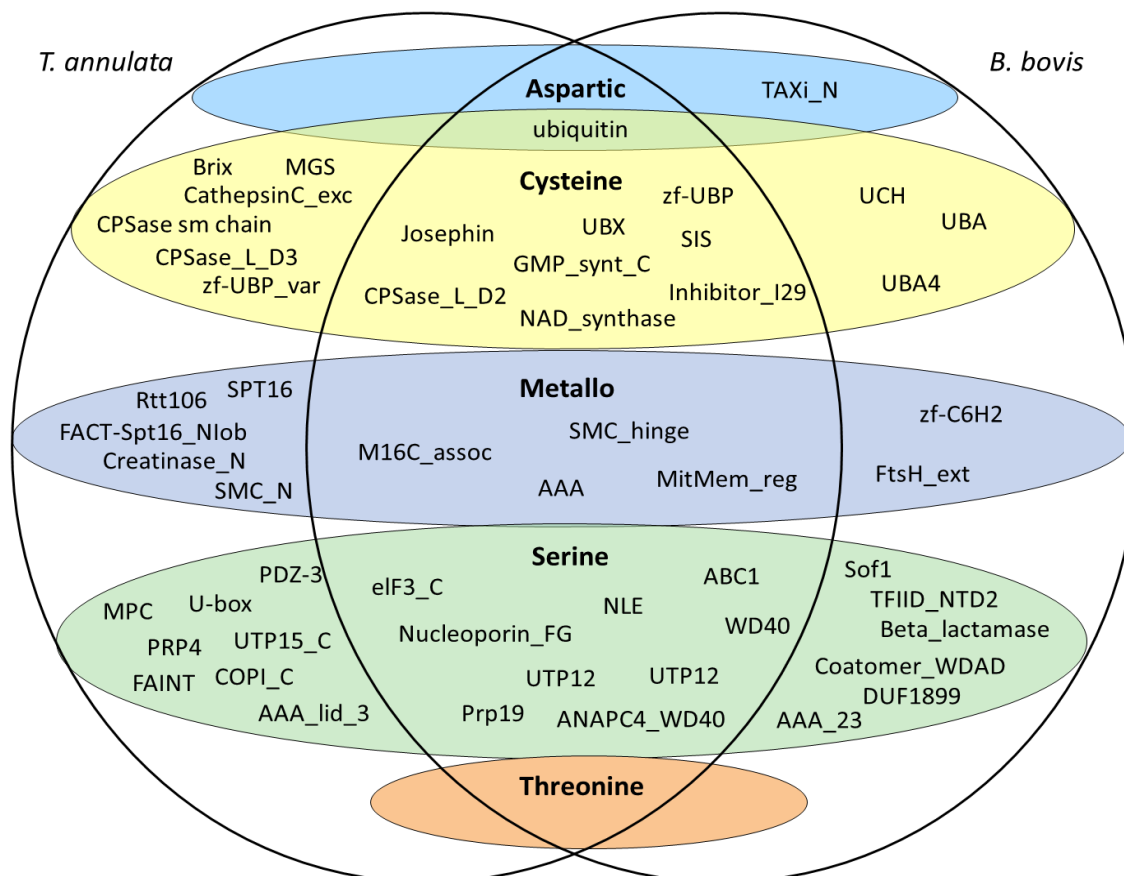 T. annulata
B. bovis
Aspartic
TAXi_N
ubiquitin
Brix
MGS
CathepsinC_exc
CPSase sm chain
CPSase_L_D3
zf-UBP_var
Cysteine
zf-UBP
Josephin
UBX
SIS
GMP_synt_C
CPSase_L_D2
Inhibitor_I29
NAD_synthase
UCH
UBA
UBA4
Metallo
Rtt106
SPT16
FACT-Spt16_Nlob
Creatinase_N
SMC_N
SMC_hinge
M16C_assoc
AAA
MitMem_reg
zf-C6H2
FtsH_ext
Serine
PDZ-3
MPC
U-box
PRP4
UTP15_C
FAINT
COPI_C
AAA_lid_3
eIF3_C
ABC1
NLE
Nucleoporin_FG
WD40
UTP12
UTP12
Prp19
ANAPC4_WD40
Sof1
TFIID_NTD2
Beta_lactamase
Coatomer_WDAD
DUF1899
AAA_23
Threonine